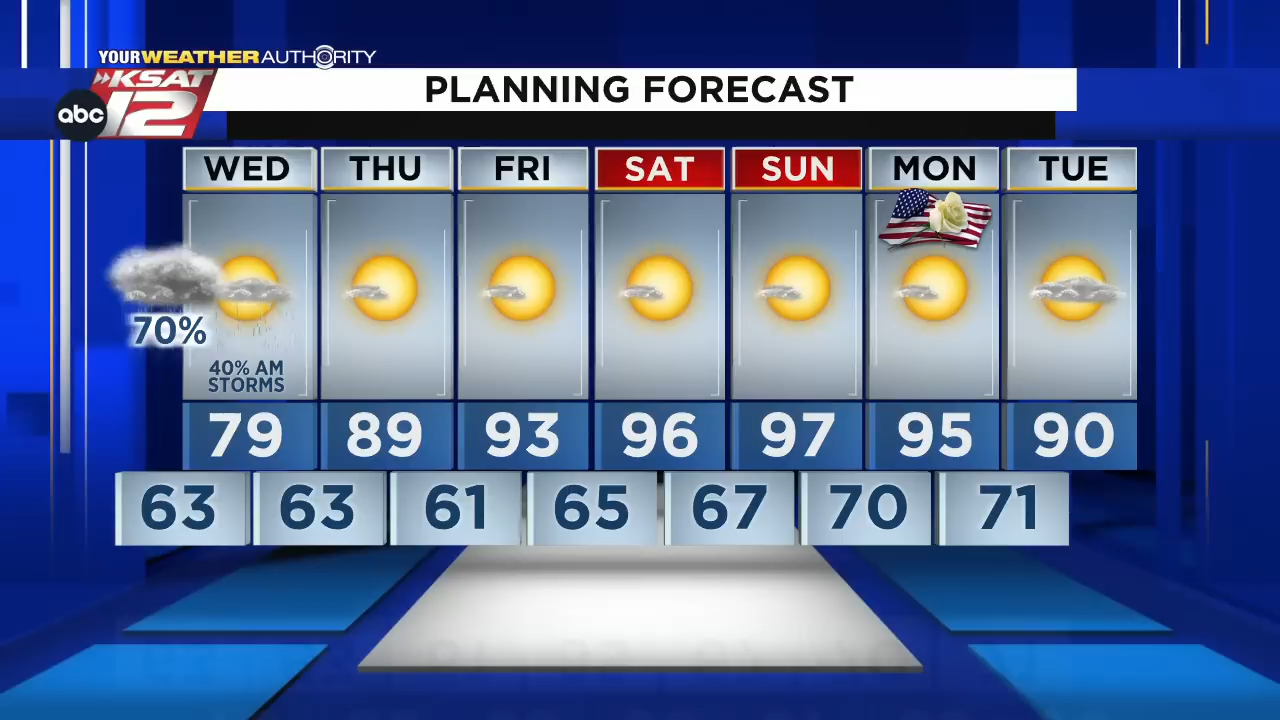 YOUR WEATHER AUTHORITY
KSAT
abc 12
PLANNING FORECAST
WED THU FRI SAT SUN MON TUE
70%
40% AM
STORMS
79 89 93 96 97 95 90
63 63 61 65 67 70 71